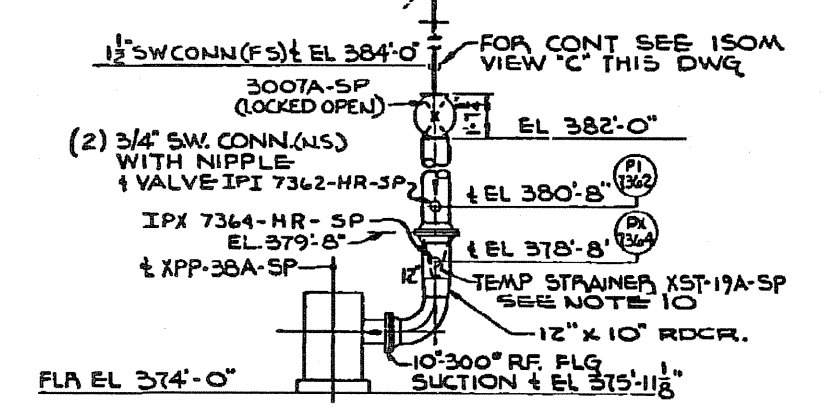 1½ SW CONN (FS) ℄ EL 384'-0"
FOR CONT SEE ISOM
VIEW "C" THIS DWG
3007A-SP
(LOCKED OPEN)
EL 382'-0"
(2) 3/4" SW. CONN.(N.S)
WITH NIPPLE
& VALVE IPI 7362-HR-SP
℄ EL 380'-8"
PI
7362
IPX 7364-HR-SP
EL. 379'-8"
℄ EL 378'-8'
PX
7364
℄ XPP-38A-SP
12"
TEMP STRAINER XST-19A-SP
SEE NOTE 10
12" X 10" RDCR.
10"-300# RF. FLG
SUCTION ℄ EL 375'-11⅛"
FLR EL 374'-0"